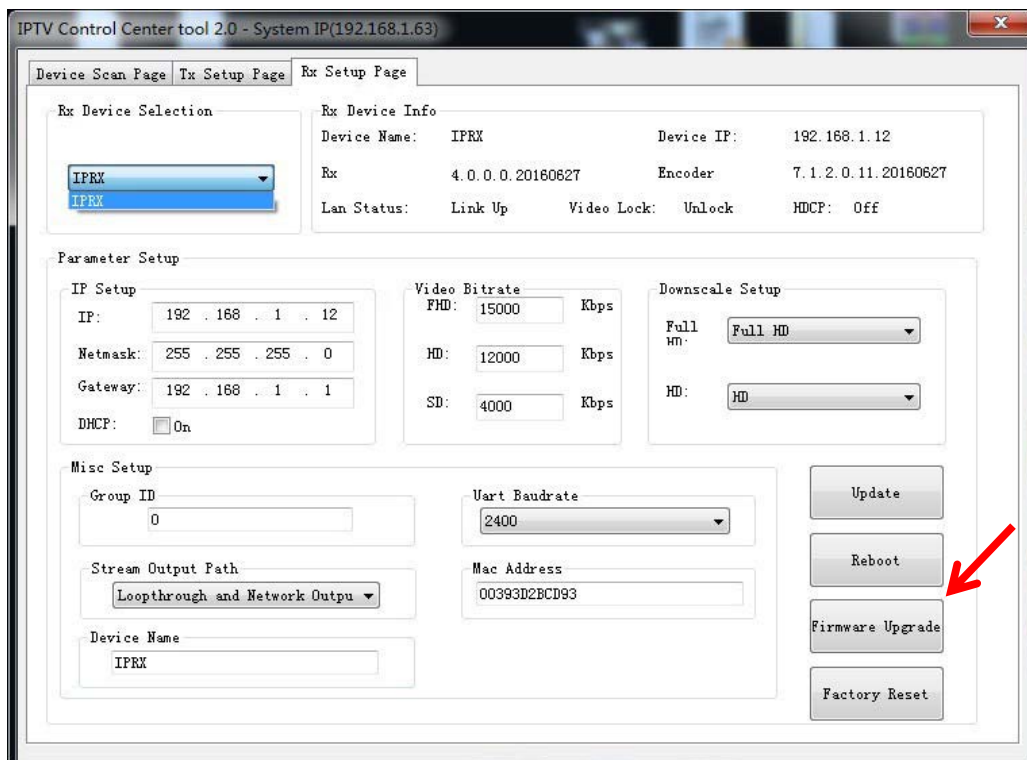 IPTV Control Center tool 2.0 - System IP(192.168.1.63)
Device Scan Page Tx Setup Page Rx Setup Page
Rx Device Selection
IPRX
IPRX
Rx Device Info
Device Name: IPRX Device IP: 192.168.1.12
Rx 4.0.0.0.20160627 Encoder 7.1.2.0.11.20160627
Lan Status: Link Up Video Lock: Unlock HDCP: Off
Parameter Setup
IP Setup
IP: 192 . 168 . 1 . 12
Netmask: 255 . 255 . 255 . 0
Gateway: 192 . 168 . 1 . 1
DHCP: On
Video Bitrate
FHD: 15000 Kbps
HD: 12000 Kbps
SD: 4000 Kbps
Downscale Setup
Full
HD: Full HD
HD: HD
Misc Setup
Group ID
0
Uart Baudrate
2400
Stream Output Path
Loopthrough and Network Outpu
Mac Address
00393D2BCD93
Device Name
IPRX
Update
Reboot
Firmware Upgrade
Factory Reset